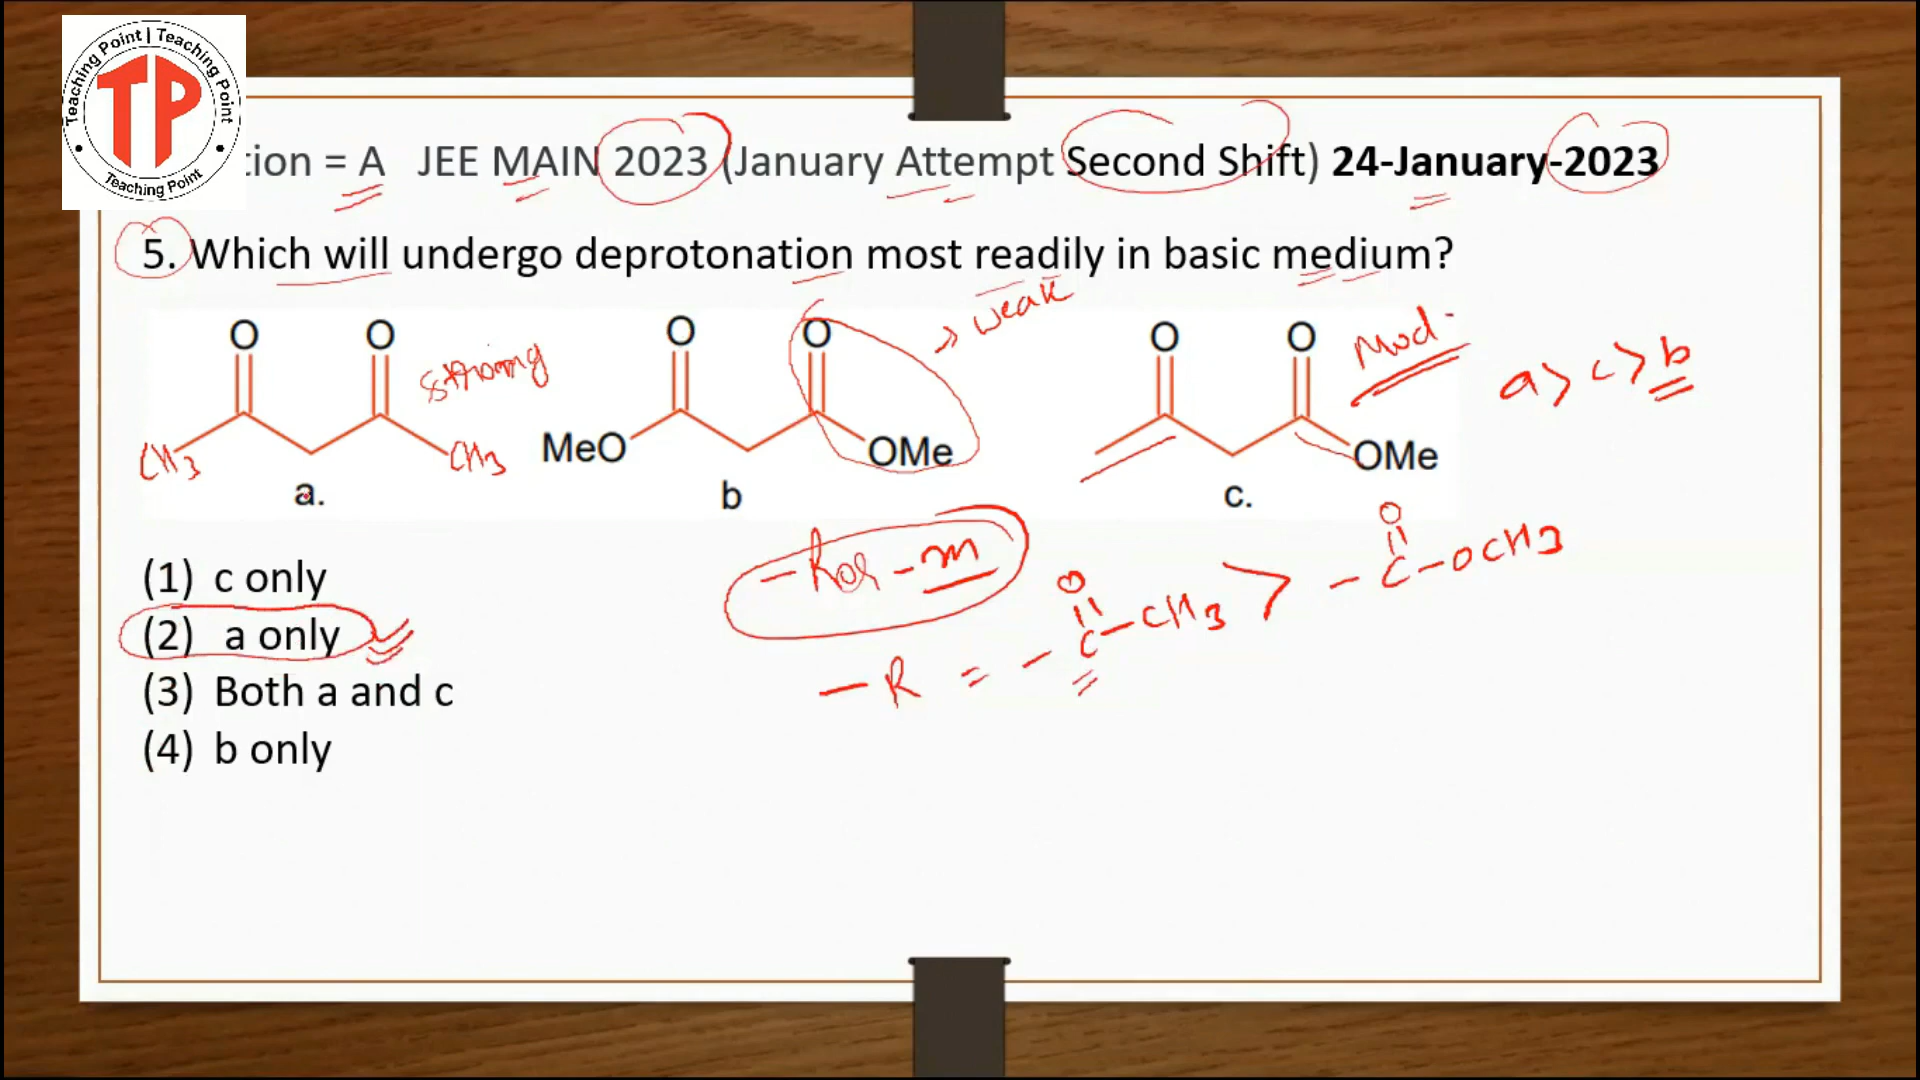 Teaching Point | Teaching Point
TP
Teaching Point
tion = A JEE MAIN 2023 (January Attempt Second Shift) 24-January-2023
5. Which will undergo deprotonation most readily in basic medium?
weak
O O O O O O
strong
Mod.
a > c > b
CH3 CH3 MeO OMe OMe
a. b c.
(1) c only
(2) a only
(3) Both a and c
(4) b only
-R or -m
-R = -C-CH3 > -C-OCH3
O O